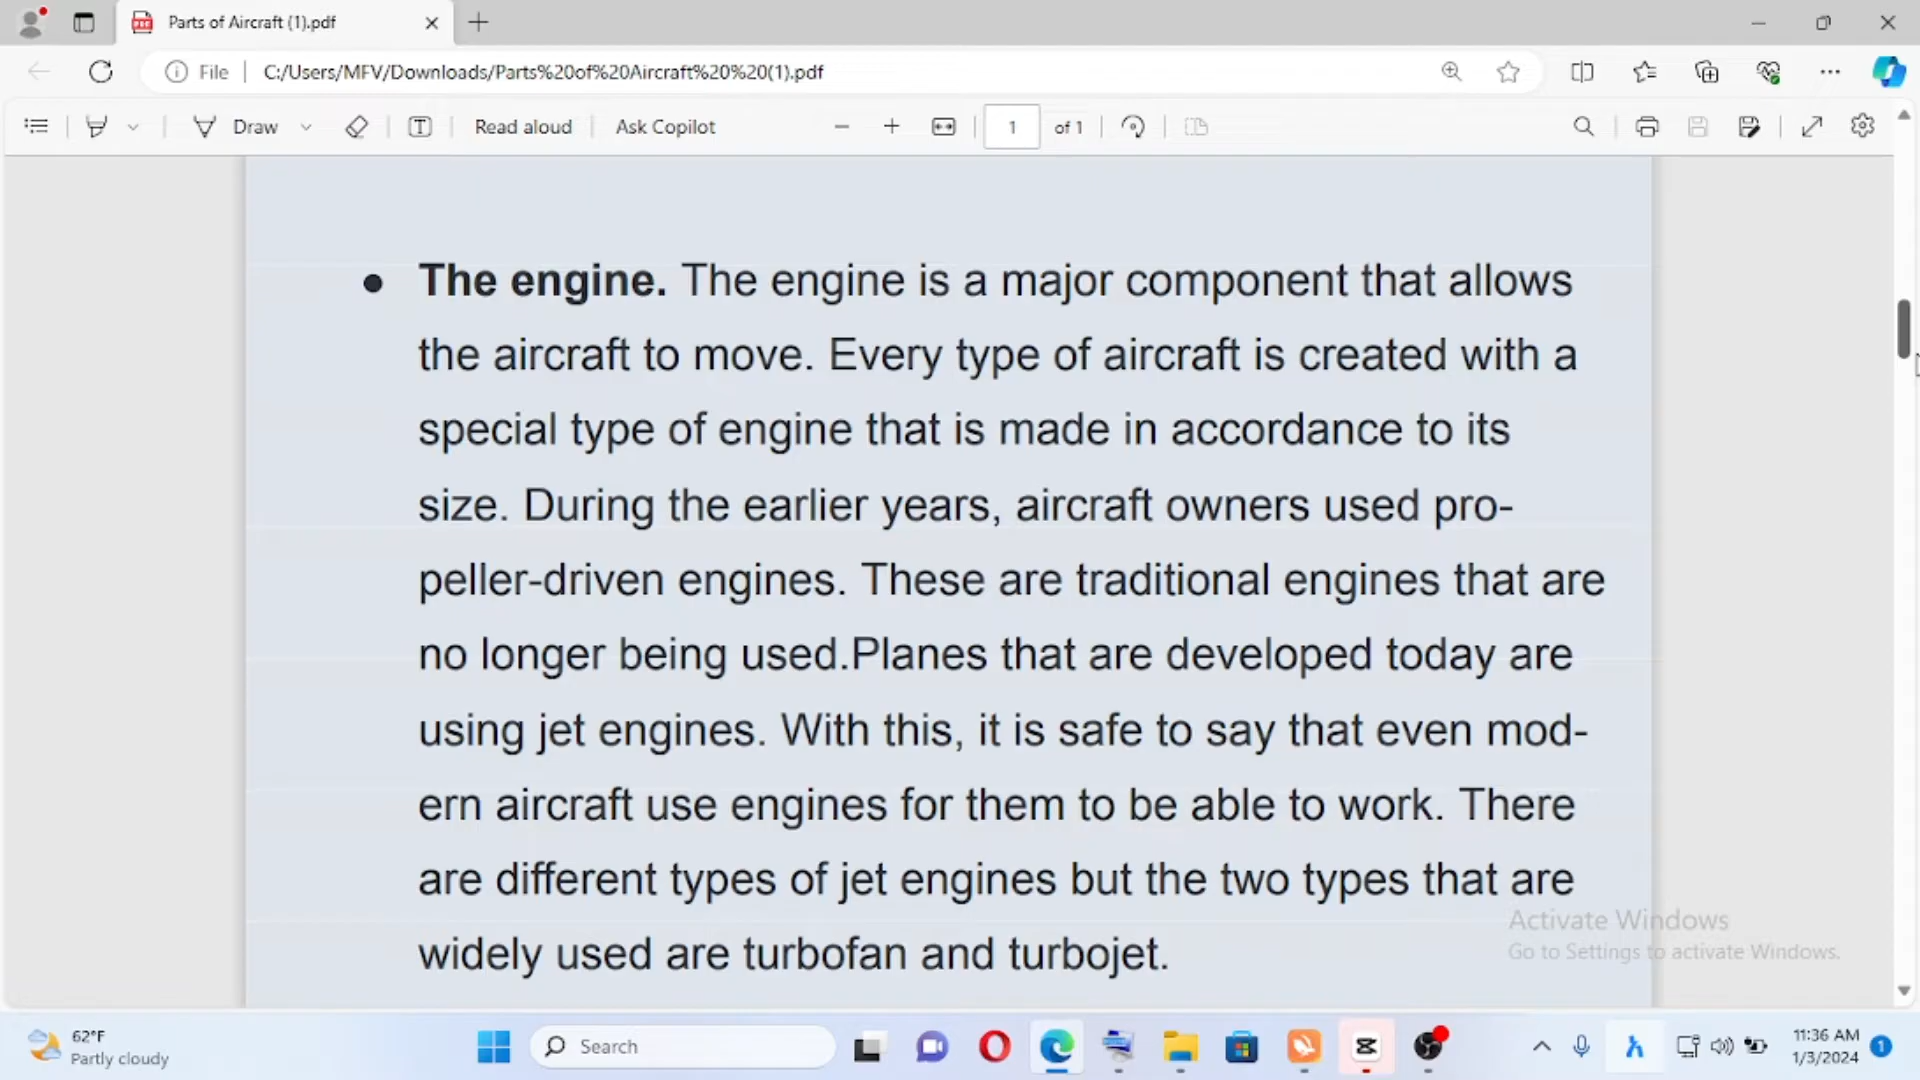 Parts of Aircraft (1).pdf
File
C:/Users/MFV/Downloads/Parts%20of%20Aircraft%20%20(1).pdf
Draw
Read aloud
Ask Copilot
1 of 1
● The engine. The engine is a major component that allows
the aircraft to move. Every type of aircraft is created with a
special type of engine that is made in accordance to its
size. During the earlier years, aircraft owners used pro-
peller-driven engines. These are traditional engines that are
no longer being used.Planes that are developed today are
using jet engines. With this, it is safe to say that even mod-
ern aircraft use engines for them to be able to work. There
are different types of jet engines but the two types that are
widely used are turbofan and turbojet.
Activate Windows
Go to Settings to activate Windows.
62°F
Partly cloudy
Search
11:36 AM
1/3/2024
1